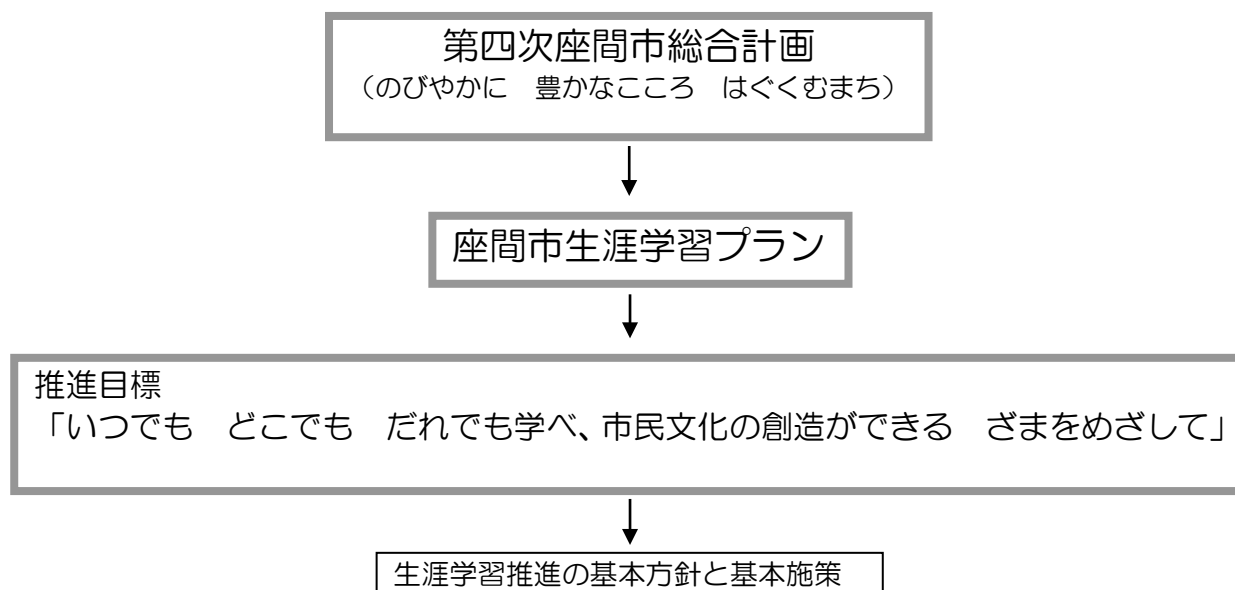 第四次座間市総合計画
（のびやかに　豊かなこころ　はぐくむまち）
座間市生涯学習プラン
推進目標
「いつでも　どこでも　だれでも学べ、市民文化の創造ができる　ざまをめざして」
生涯学習推進の基本方針と基本施策